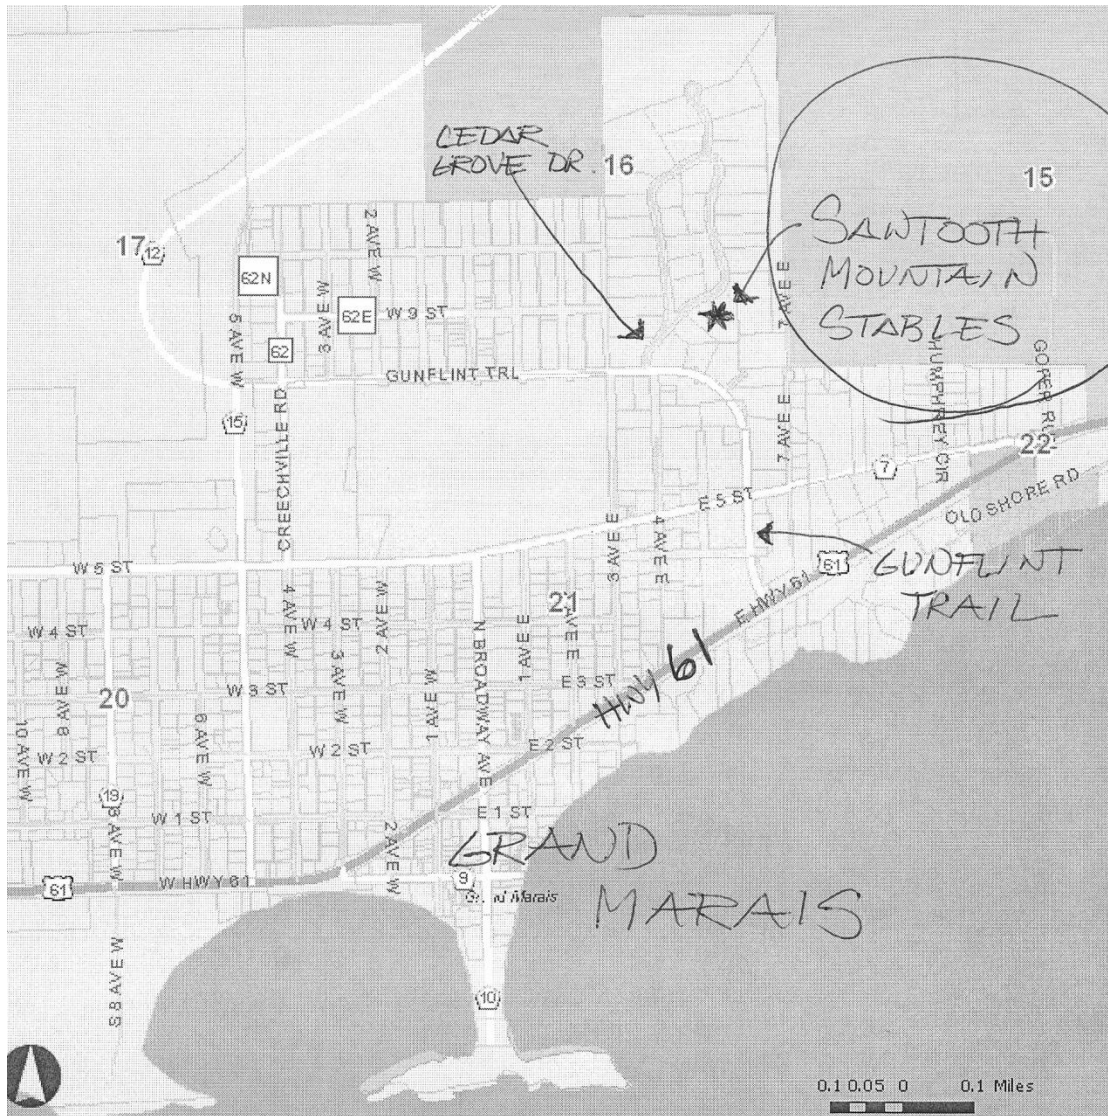 CEDAR
GROVE DR.
16
15
SAWTOOTH
MOUNTAIN
STABLES
17
12
2 AVE W
62N
62E
W 9 ST
3 AVE W
5 AVE W
62
7 AVE E
GUNFLINT TRL
HUMPHREY CIR
15
CREECHVILLE RD
7 AVE E
22
7
E 5 ST
OLD SHORE RD
3 AVE E
4 AVE E
61
GUNFLINT
TRAIL
W 5 ST
E HWY 61
21
4 AVE W
W 4 ST
W 4 ST
2 AVE W
N BROADWAY AVE
1 AVE E
AVE E
HWY 61
3 AVE W
1 AVE W
E 3 ST
W 3 ST
20
8 AVE W
10 AVE W
6 AVE W
W 2 ST
W 2 ST
E 2 ST
19
8 AVE W
W 1 ST
E 1 ST
2 AVE W
GRAND
MARAIS
61
W HWY 61
9
Marais
S 8 AVE W
10
0.1 0.05 0 0.1 Miles